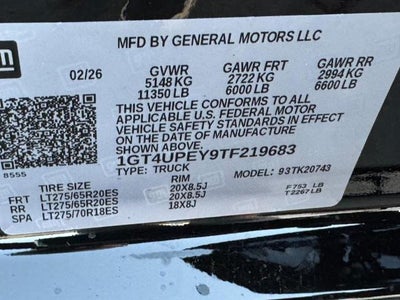 gm
MFD BY GENERAL MOTORS LLC
02/26 GVWR GAWR FRT GAWR RR
5148 KG 2722 KG 2994 KG
11350 LB 6000 LB 6600 LB
THIS VEHICLE CONFORMS TO ALL APPLICABLE
U.S. FEDERAL MOTOR VEHICLE SAFETY
STANDARDS IN EFFECT ON THE DATE OF
MANUFACTURE SHOWN ABOVE.
1GT4UPEY9TF219683
8555 TYPE: TRUCK MODEL: 93TK20743
TIRE SIZE RIM
FRT LT275/65R20ES 20X8.5J F 753 LB
RR LT275/65R20ES 20X8.5J T2267 LB
SPA LT275/70R18ES 18X8J